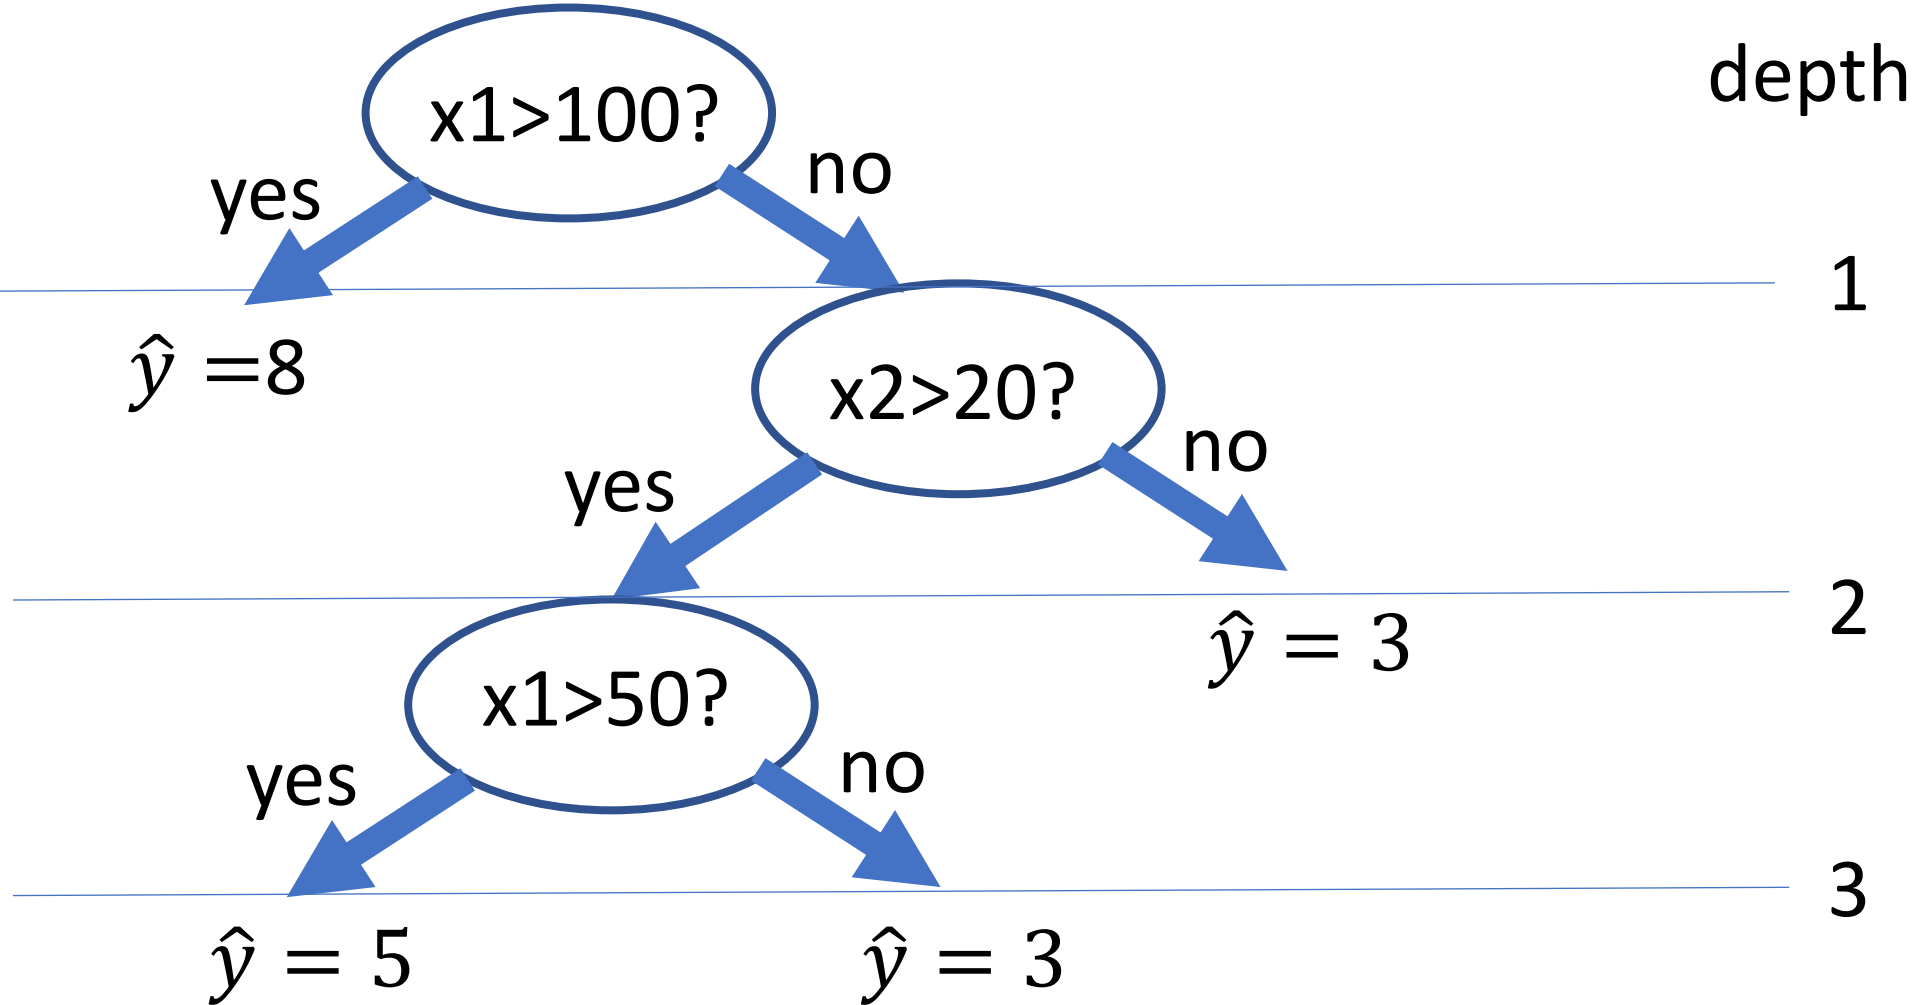 depth
x1>100?
yes
no
1
ŷ =8
x2>20?
yes
no
2
ŷ = 3
x1>50?
yes
no
3
ŷ = 5
ŷ = 3